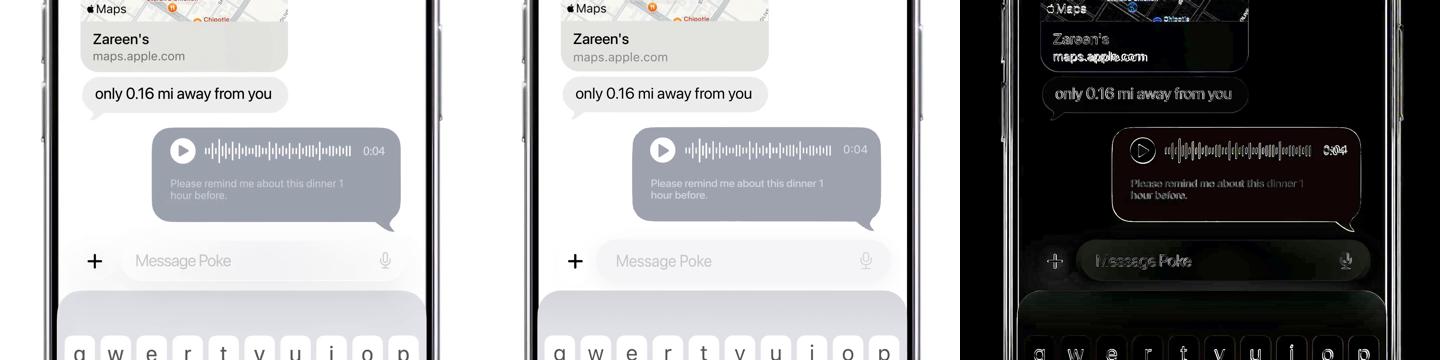 Maps
Chipotle
Zareen's
maps.apple.com
only 0.16 mi away from you
0:04
Please remind me about this dinner 1
hour before.
Message Poke
q w e r t y u i o p
Maps
Chipotle
Zareen's
maps.apple.com
only 0.16 mi away from you
0:04
Please remind me about this dinner 1
hour before.
Message Poke
q w e r t y u i o p
Maps
Chipotle
Zareen's
maps.apple.com
only 0.16 mi away from you
0:04
Please remind me about this dinner 1
hour before.
Message Poke
q w e r t y u i o p